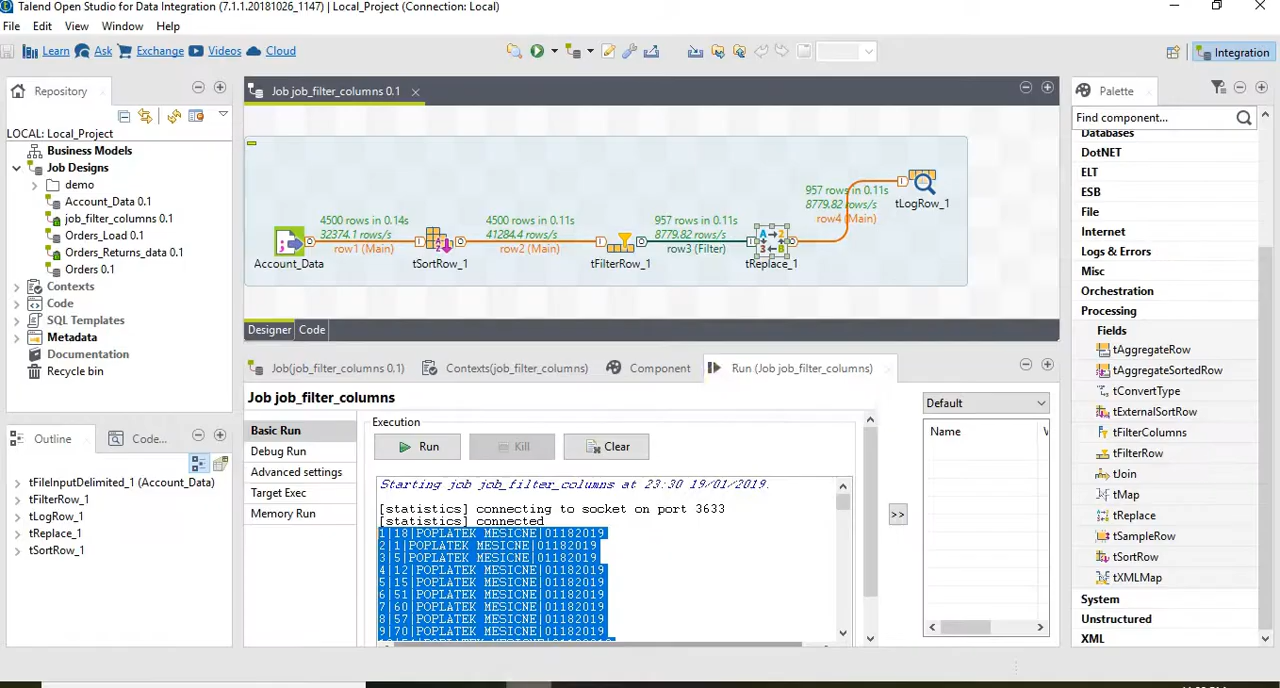 Talend Open Studio for Data Integration (7.1.1.20181026_1147) | Local_Project (Connection: Local)
File Edit View Window Help
Learn Ask Exchange Videos Cloud
Integration
Repository
LOCAL: Local_Project
Business Models
Job Designs
demo
Account_Data 0.1
job_filter_columns 0.1
Orders_Load 0.1
Orders_Returns_data 0.1
Orders 0.1
Contexts
Code
SQL Templates
Metadata
Documentation
Recycle bin
Outline
Code...
tFileInputDelimited_1 (Account_Data)
tFilterRow_1
tLogRow_1
tReplace_1
tSortRow_1
Job job_filter_columns 0.1
4500 rows in 0.14s
32374.1 rows/s
row1 (Main)
Account_Data
4500 rows in 0.11s
41284.4 rows/s
row2 (Main)
tSortRow_1
957 rows in 0.11s
8779.82 rows/s
row3 (Filter)
tFilterRow_1
tReplace_1
957 rows in 0.11s
8779.82 rows/s
row4 (Main)
tLogRow_1
Designer Code
Job(job_filter_columns 0.1)
Contexts(job_filter_columns)
Component
Run (Job job_filter_columns)
Job job_filter_columns
Basic Run
Debug Run
Advanced settings
Target Exec
Memory Run
Execution
Run
Kill
Clear
Starting job job_filter_columns at 23:30 19/01/2019.
[statistics] connecting to socket on port 3633
[statistics] connected
1|18|POPLATEK MESICNE|01182019
2|1|POPLATEK MESICNE|01182019
3|5|POPLATEK MESICNE|01182019
4|12|POPLATEK MESICNE|01182019
5|15|POPLATEK MESICNE|01182019
6|51|POPLATEK MESICNE|01182019
7|60|POPLATEK MESICNE|01182019
8|57|POPLATEK MESICNE|01182019
9|70|POPLATEK MESICNE|01182019
>>
Default
Name
Palette
Find component...
Databases
DotNET
ELT
ESB
File
Internet
Logs & Errors
Misc
Orchestration
Processing
Fields
tAggregateRow
tAggregateSortedRow
tConvertType
tExternalSortRow
tFilterColumns
tFilterRow
tJoin
tMap
tReplace
tSampleRow
tSortRow
tXMLMap
System
Unstructured
XML